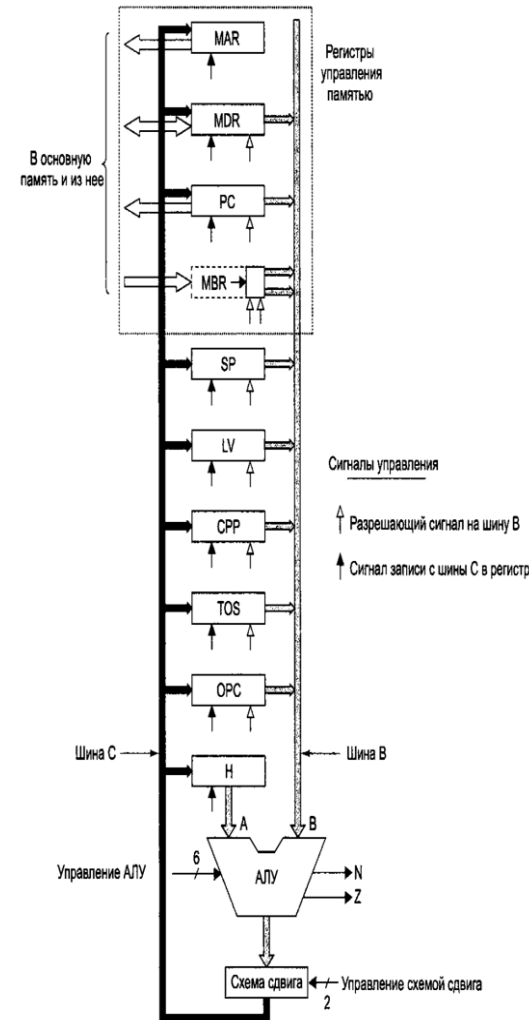 MAR
Регистры
управления
памятью
MDR
В основную
память и из нее
PC
MBR
SP
LV
Сигналы управления
Разрешающий сигнал на шину В
CPP
Сигнал записи с шины С в регистр
TOS
OPC
Шина С
Шина В
H
A
B
6
Управление АЛУ
АЛУ
N
Z
Схема сдвига
Управление схемой сдвига
2